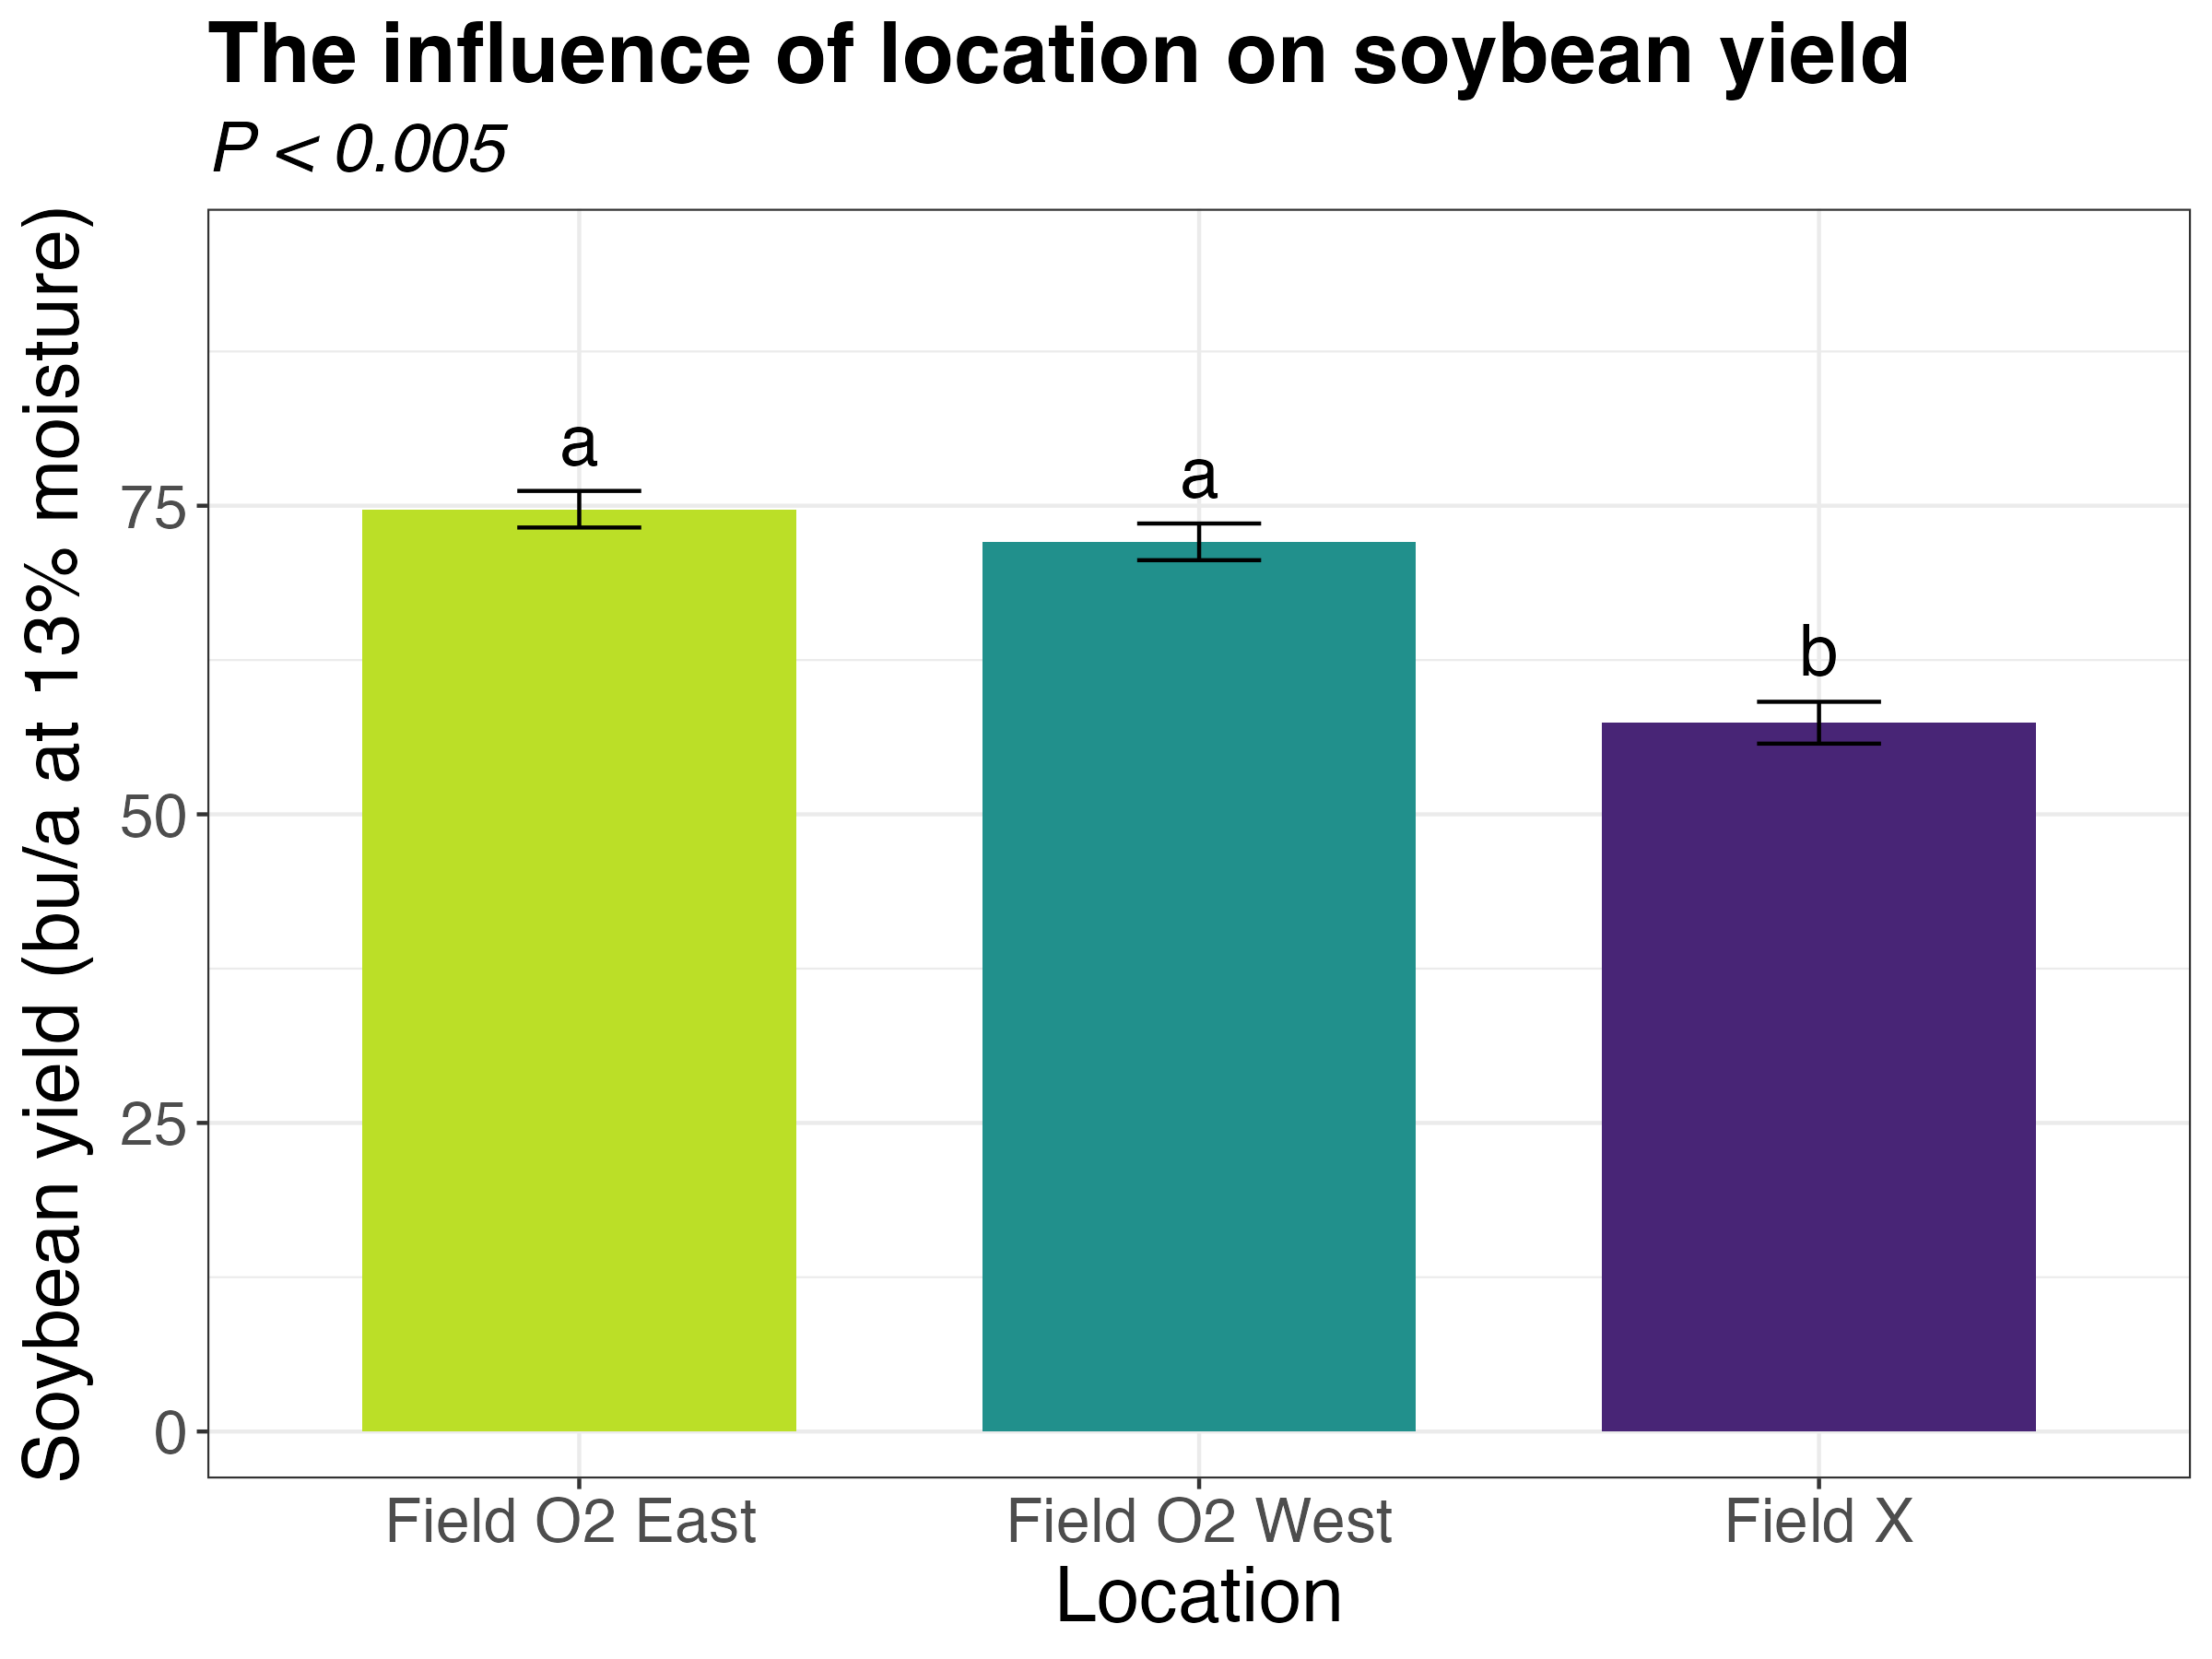 The influence of location on soybean yield
P < 0.005
Soybean yield (bu/a at 13% moisture)
75
50
25
0
a
a
b
Field O2 East
Field O2 West
Field X
Location